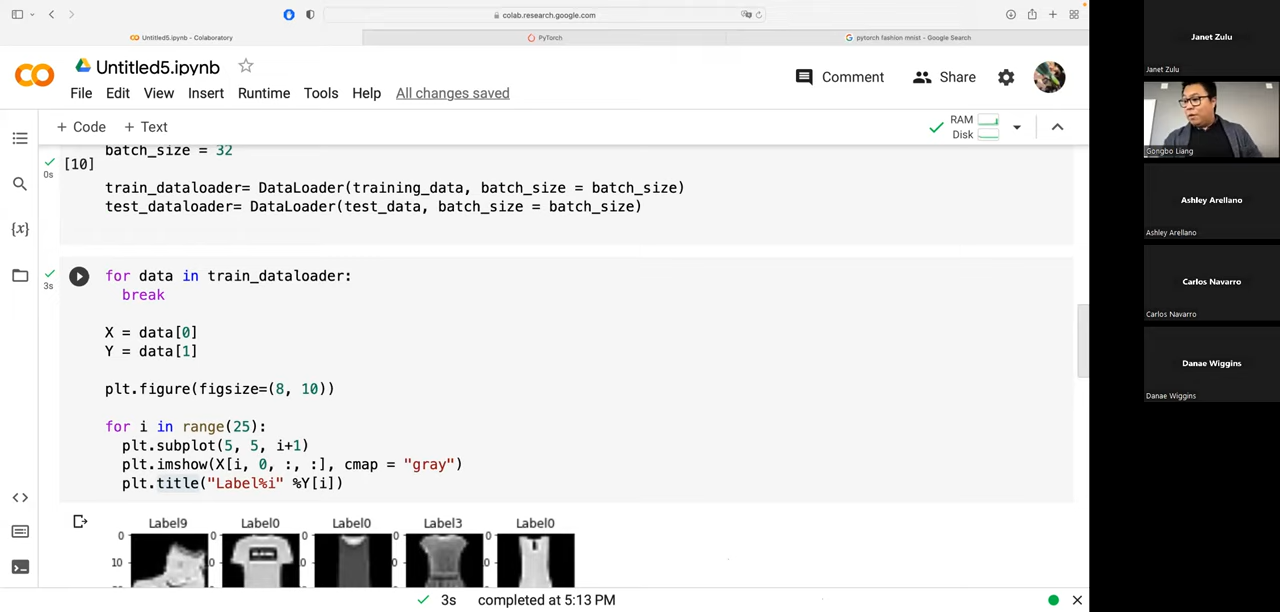 colab.research.google.com
Untitled5.ipynb - Colaboratory
PyTorch
pytorch fashion mnist - Google Search
Untitled5.ipynb
Comment
Share
File Edit View Insert Runtime Tools Help All changes saved
+ Code + Text
RAM
Disk
batch_size = 32
[10]
0s
train_dataloader= DataLoader(training_data, batch_size = batch_size)
test_dataloader= DataLoader(test_data, batch_size = batch_size)
3s
for data in train_dataloader:
break
X = data[0]
Y = data[1]
plt.figure(figsize=(8, 10))
for i in range(25):
plt.subplot(5, 5, i+1)
plt.imshow(X[i, 0, :, :], cmap = "gray")
plt.title("Label%i" %Y[i])
Label9 Label0 Label0 Label3 Label0
0 0 0 0 0
10 10 10 10 10
3s completed at 5:13 PM
Janet Zulu
Janet Zulu
Gongbo Liang
Ashley Arellano
Ashley Arellano
Carlos Navarro
Carlos Navarro
Danae Wiggins
Danae Wiggins